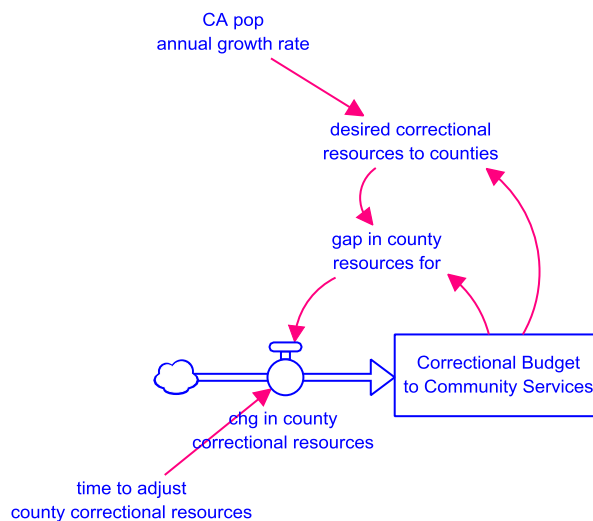 CA pop
annual growth rate
desired correctional
resources to counties
gap in county
resources for
Correctional Budget
to Community Services
chg in county
correctional resources
time to adjust
county correctional resources